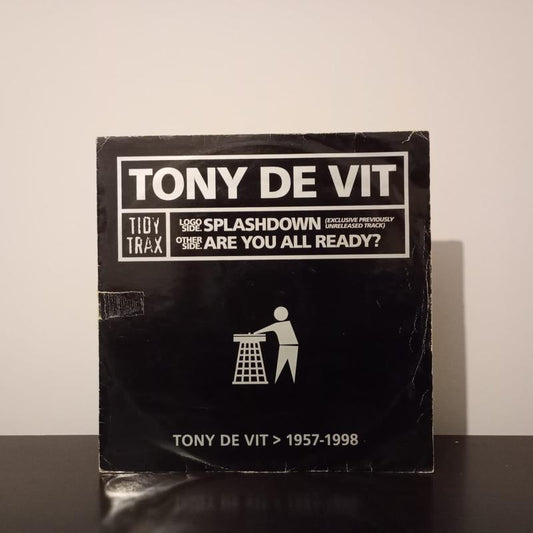 TONY DE VIT
TIDY
TRAX
LOGO
SIDE. SPLASHDOWN (EXCLUSIVE PREVIOUSLY
UNRELEASED TRACK)
OTHER
SIDE. ARE YOU ALL READY?
TONY DE VIT > 1957-1998